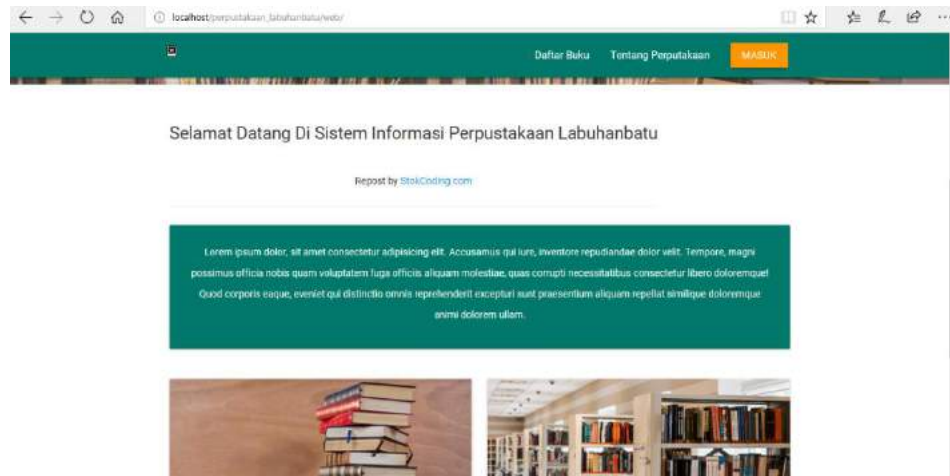 localhost/perpustakaan_labuhanbatu/web/
Daftar Buku Tentang Perputakaan MASUK
Selamat Datang Di Sistem Informasi Perpustakaan Labuhanbatu
Repost by StokCoding.com
Lorem ipsum dolor, sit amet consectetur adipisicing elit. Accusamus qui iure, inventore repudiandae dolor velit. Tempore, magni
possimus officia nobis quam voluptatem fuga officiis aliquam molestiae, quas corrupti necessitatibus consectetur libero doloremque!
Quod corporis eaque, eveniet qui distinctio omnis reprehenderit excepturi sunt praesentium aliquam repellat similique doloremque
animi dolorem ullam.